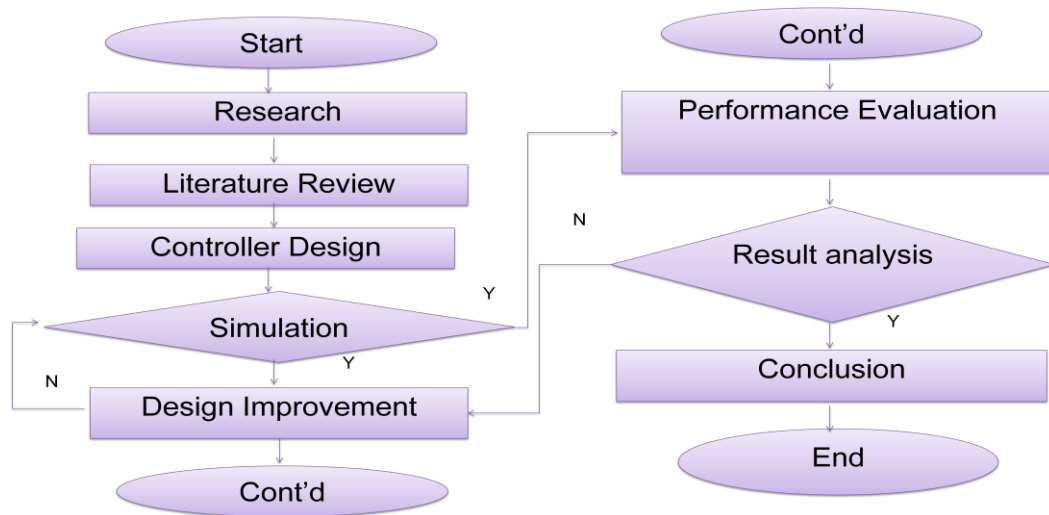 Start
Research
Literature Review
Controller Design
Y
Simulation
Y
N
Design Improvement
Cont’d
Cont’d
Performance Evaluation
N
Result analysis
Y
Conclusion
End